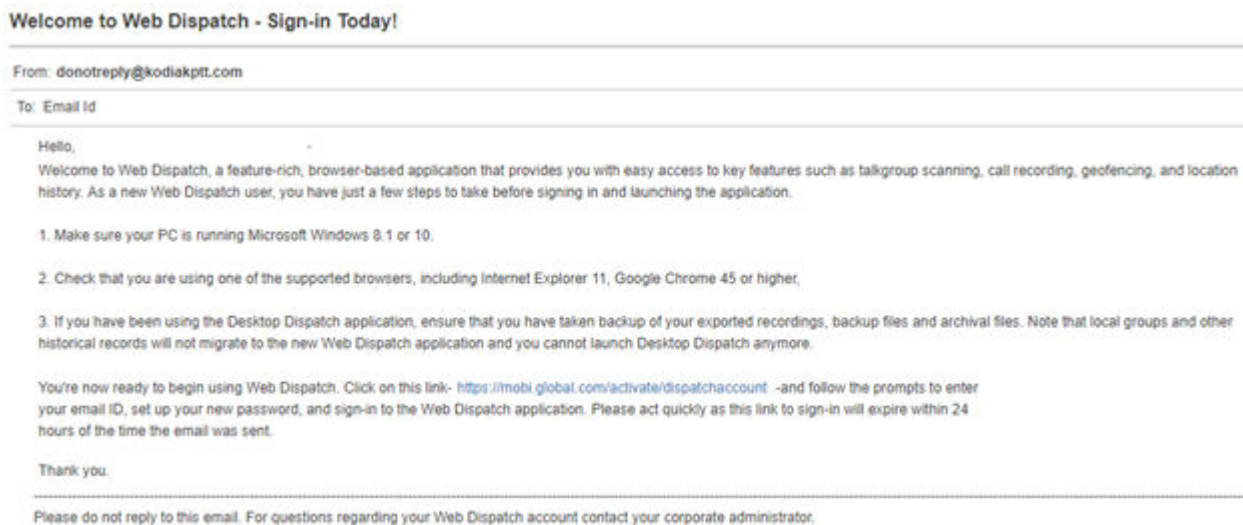 Welcome to Web Dispatch - Sign-in Today!
From: donotreply@kodiakptt.com
To: Email Id
Hello,
Welcome to Web Dispatch, a feature-rich, browser-based application that provides you with easy access to key features such as talkgroup scanning, call recording, geofencing, and location
history. As a new Web Dispatch user, you have just a few steps to take before signing in and launching the application.
1. Make sure your PC is running Microsoft Windows 8.1 or 10.
2. Check that you are using one of the supported browsers, including Internet Explorer 11, Google Chrome 45 or higher,
3. If you have been using the Desktop Dispatch application, ensure that you have taken backup of your exported recordings, backup files and archival files. Note that local groups and other
historical records will not migrate to the new Web Dispatch application and you cannot launch Desktop Dispatch anymore.
You're now ready to begin using Web Dispatch. Click on this link- https://mobi.global.com/activate/dispatchaccount -and follow the prompts to enter
your email ID, set up your new password, and sign-in to the Web Dispatch application. Please act quickly as this link to sign-in will expire within 24
hours of the time the email was sent.
Thank you.
Please do not reply to this email. For questions regarding your Web Dispatch account contact your corporate administrator.